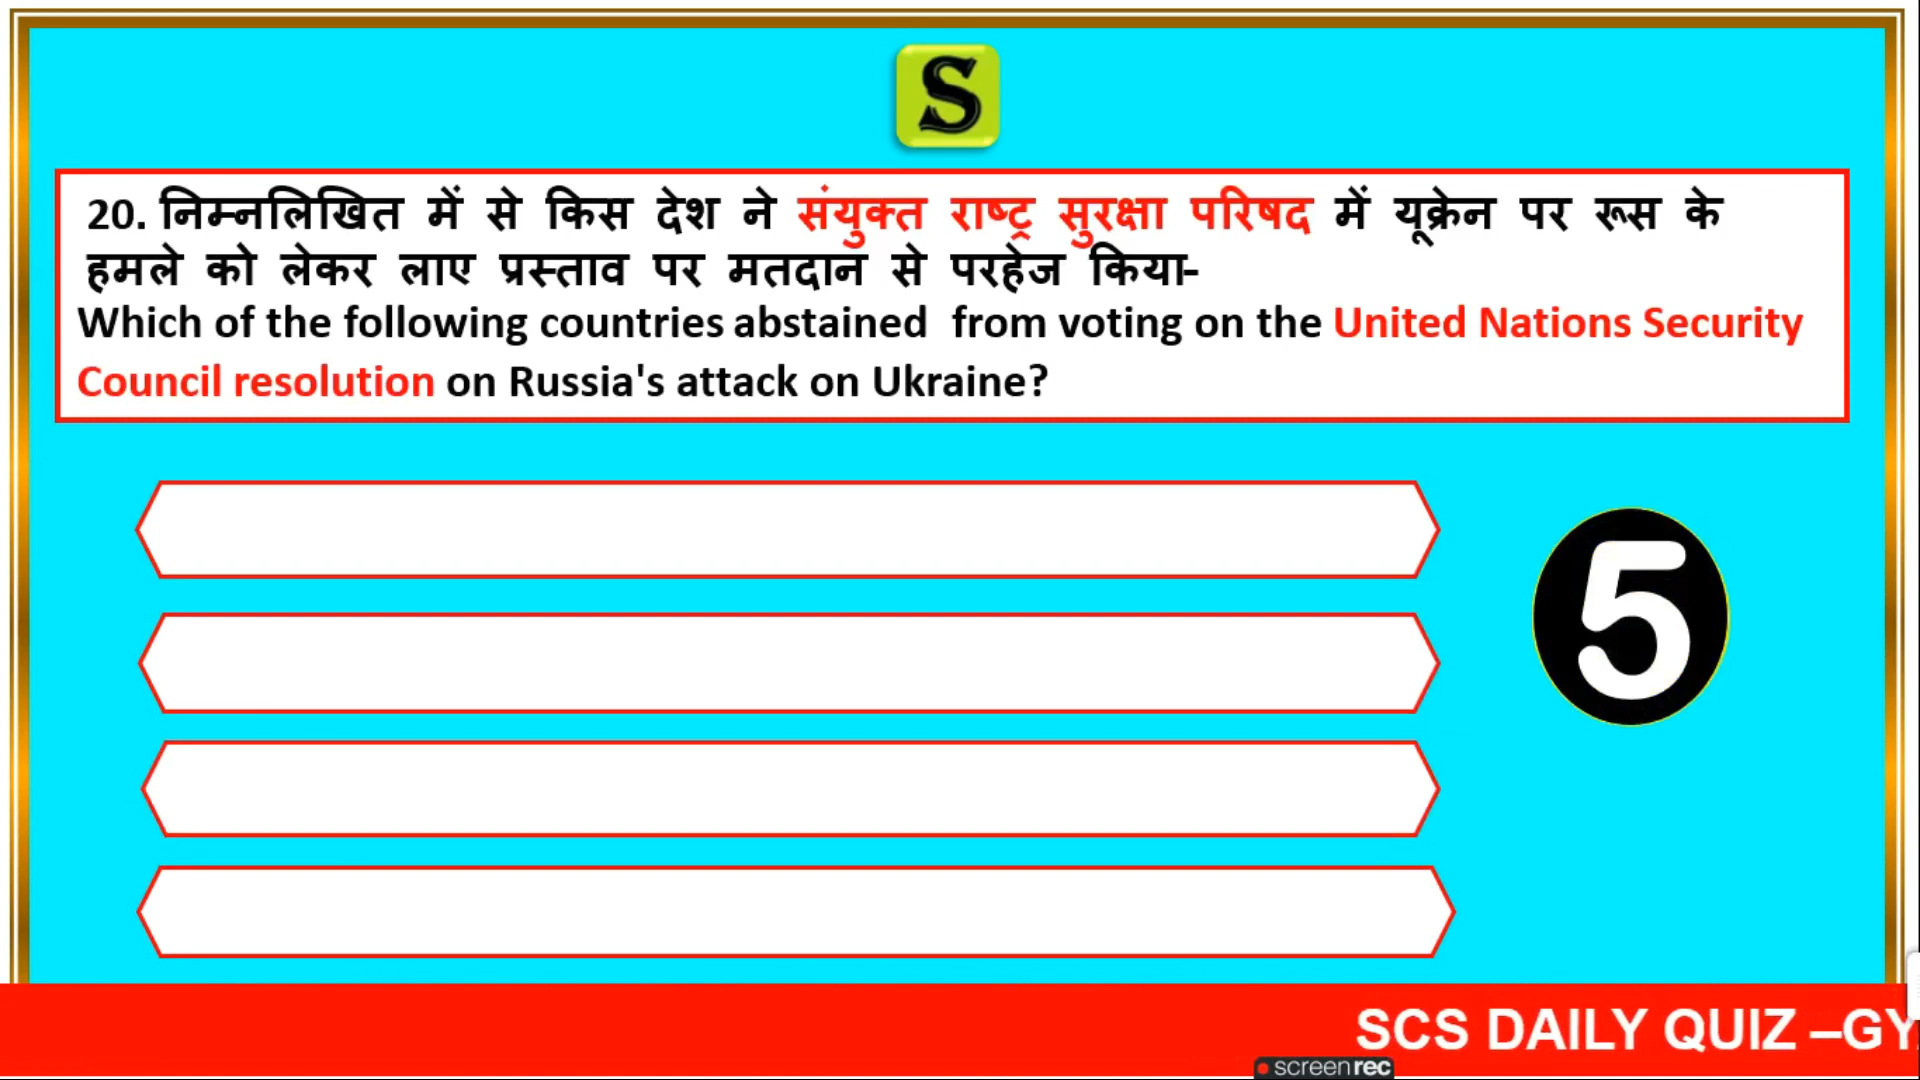 S
20. निम्नलिखित में से किस देश ने संयुक्त राष्ट्र सुरक्षा परिषद में यूक्रेन पर रूस के
हमले को लेकर लाए प्रस्ताव पर मतदान से परहेज किया-
Which of the following countries abstained from voting on the United Nations Security
Council resolution on Russia's attack on Ukraine?
5
SCS DAILY QUIZ –GY
screenrec